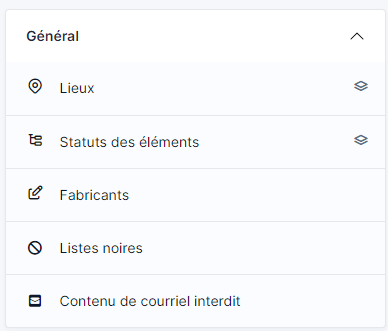 Général
Lieux
Statuts des éléments
Fabricants
Listes noires
Contenu de courriel interdit